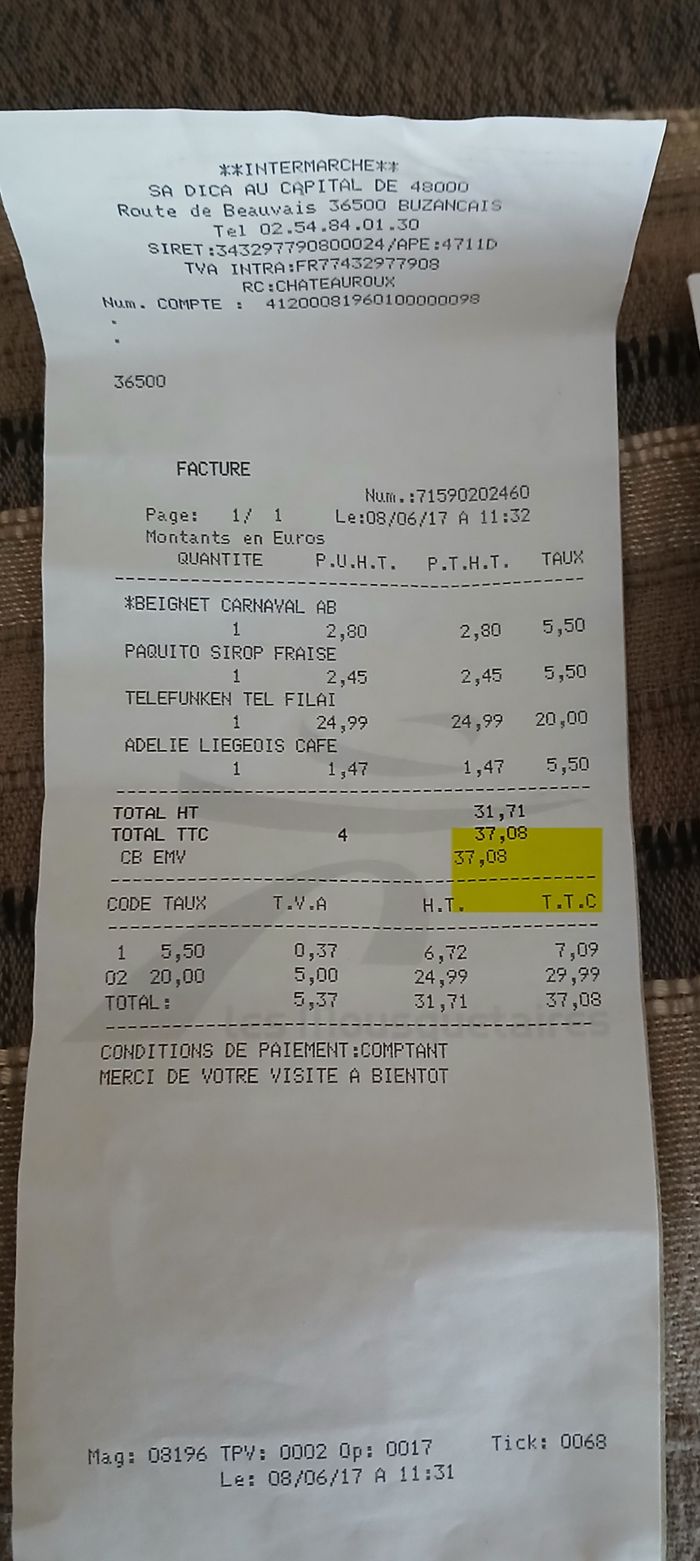 **INTERMARCHE**
SA DICA AU CAPITAL DE 48000
Route de Beauvais 36500 BUZANCAIS
Tel 02.54.84.01.30
SIRET:343297790800024/APE:4711D
TVA INTRA:FR77432977908
RC:CHATEAUROUX
Num. COMPTE : 41200081960100000098
.
.
36500
FACTURE
Num.:71590202460
Page: 1/ 1 Le:08/06/17 A 11:32
Montants en Euros
QUANTITE P.U.H.T. P.T.H.T. TAUX
*BEIGNET CARNAVAL AB
1 2,80 2,80 5,50
PAQUITO SIROP FRAISE
1 2,45 2,45 5,50
TELEFUNKEN TEL FILAI
1 24,99 24,99 20,00
ADELIE LIEGEOIS CAFE
1 1,47 1,47 5,50
TOTAL HT 31,71
TOTAL TTC 4 37,08
CB EMV 37,08
CODE TAUX T.V.A H.T. T.T.C
1 5,50 0,37 6,72 7,09
02 20,00 5,00 24,99 29,99
TOTAL: 5,37 31,71 37,08
les Mousquetaires
CONDITIONS DE PAIEMENT:COMPTANT
MERCI DE VOTRE VISITE A BIENTOT
Mag: 08196 TPV: 0002 Op: 0017 Tick: 0068
Le: 08/06/17 A 11:31